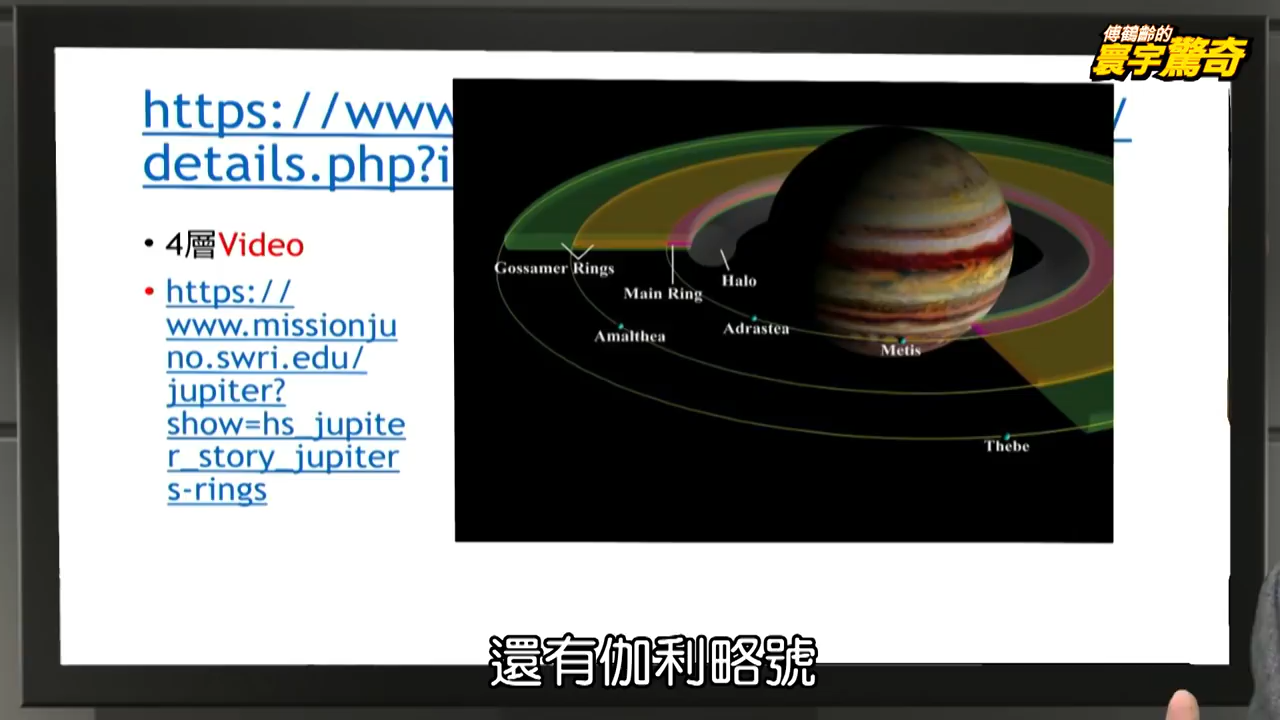 傅鶴齡的
寰宇驚奇
https://www
/
details.php?i
• 4層Video
• https://
www.missionju
no.swri.edu/
jupiter?
show=hs_jupite
r_story_jupiter
s-rings
Gossamer Rings
Main Ring
Halo
Amalthea
Adrastea
Metis
Thebe
還有伽利略號